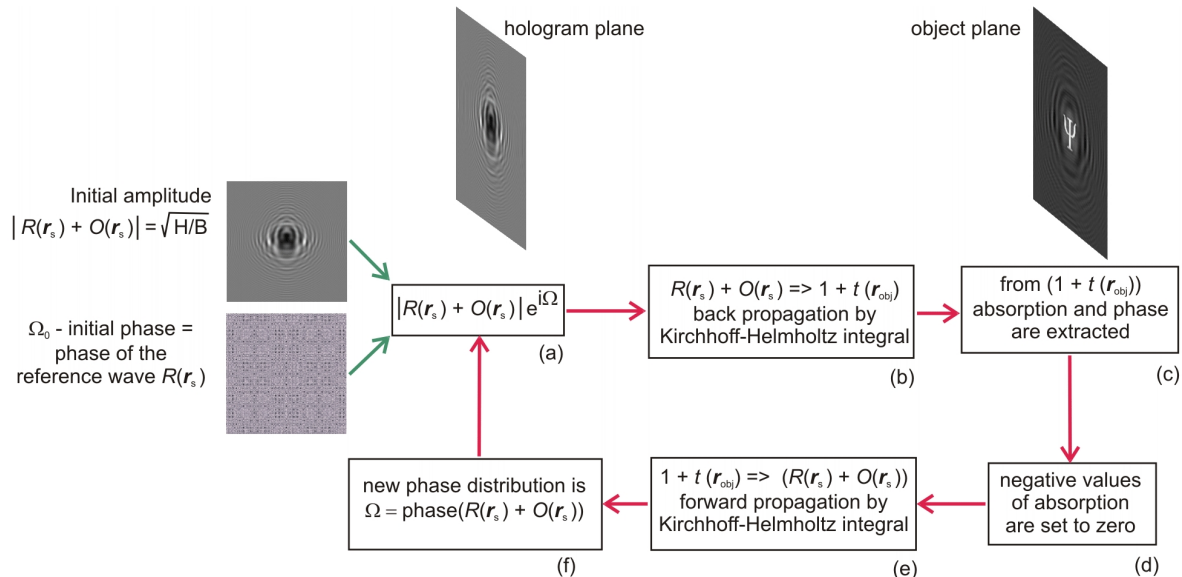 hologram plane
object plane
Initial amplitude
|R(rₛ) + O(rₛ)| = √H/B
Ω₀ - initial phase =
phase of the
reference wave R(rₛ)
|R(rₛ) + O(rₛ)| e^iΩ
(a)
R(rₛ) + O(rₛ) => 1 + t (r_obj)
back propagation by
Kirchhoff-Helmholtz integral
(b)
from (1 + t (r_obj))
absorption and phase
are extracted
(c)
negative values
of absorption
are set to zero
(d)
1 + t (r_obj) => (R(rₛ) + O(rₛ))
forward propagation by
Kirchhoff-Helmholtz integral
(e)
new phase distribution is
Ω = phase(R(rₛ) + O(rₛ))
(f)
Ψ